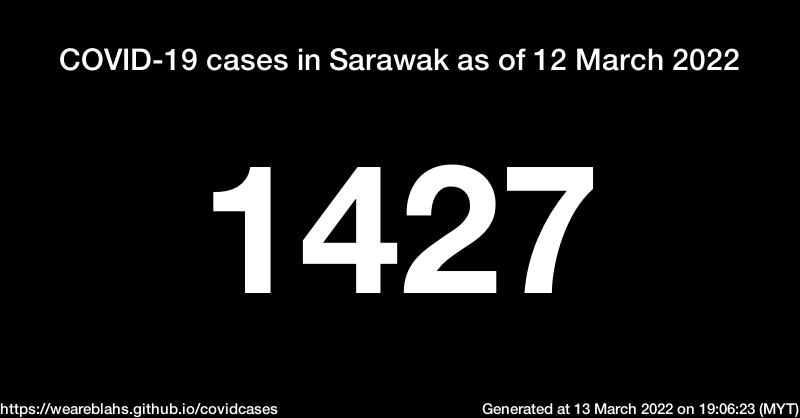 COVID-19 cases in Sarawak as of 12 March 2022
1427
https://weareblahs.github.io/covidcases
Generated at 13 March 2022 on 19:06:23 (MYT)